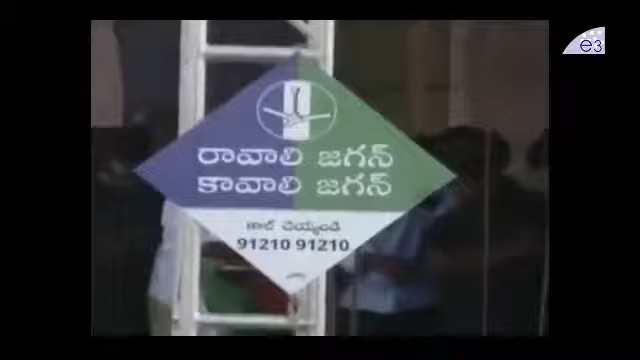 e3
రావాలి జగన్
కావాలి జగన్
కాల్ చెయ్యండి
91210 91210